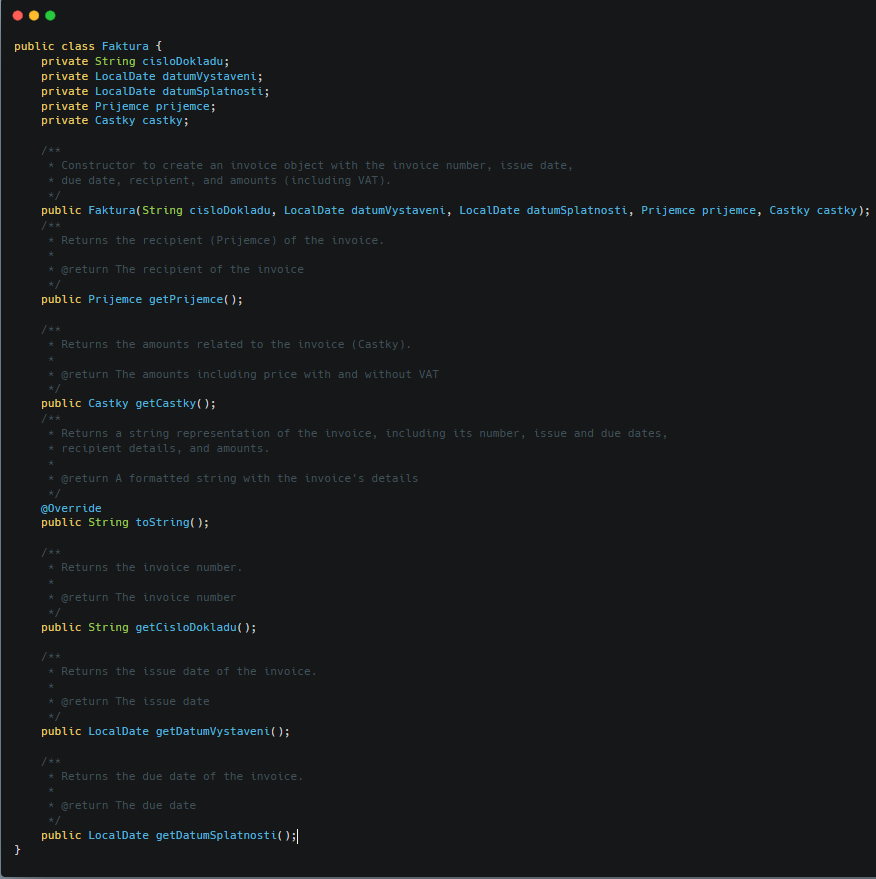 public class Faktura {
    private String cisloDokladu;
    private LocalDate datumVystaveni;
    private LocalDate datumSplatnosti;
    private Prijemce prijemce;
    private Castky castky;

    /**
     * Constructor to create an invoice object with the invoice number, issue date,
     * due date, recipient, and amounts (including VAT).
     */
    public Faktura(String cisloDokladu, LocalDate datumVystaveni, LocalDate datumSplatnosti, Prijemce prijemce, Castky castky);
    /**
     * Returns the recipient (Prijemce) of the invoice.
     *
     * @return The recipient of the invoice
     */
    public Prijemce getPrijemce();

    /**
     * Returns the amounts related to the invoice (Castky).
     *
     * @return The amounts including price with and without VAT
     */
    public Castky getCastky();
    /**
     * Returns a string representation of the invoice, including its number, issue and due dates,
     * recipient details, and amounts.
     *
     * @return A formatted string with the invoice's details
     */
    @Override
    public String toString();

    /**
     * Returns the invoice number.
     *
     * @return The invoice number
     */
    public String getCisloDokladu();

    /**
     * Returns the issue date of the invoice.
     *
     * @return The issue date
     */
    public LocalDate getDatumVystaveni();

    /**
     * Returns the due date of the invoice.
     *
     * @return The due date
     */
    public LocalDate getDatumSplatnosti();
}